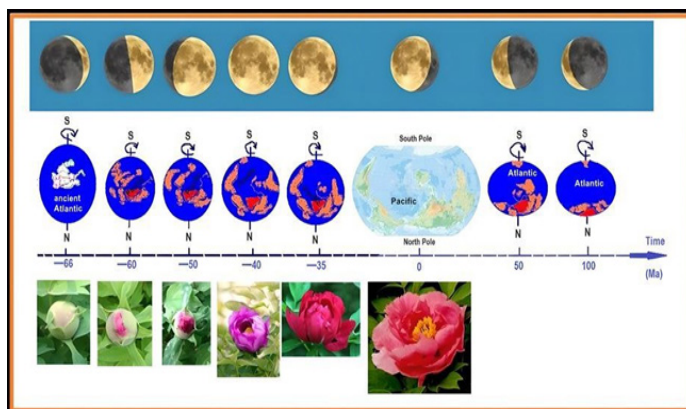 S S S S S S S
South Pole
ancient
Atlantic
Pacific
Atlantic
Atlantic
N N N N N N N
North Pole
Time
—66 —60 —50 —40 —35 0 50 100
(Ma)